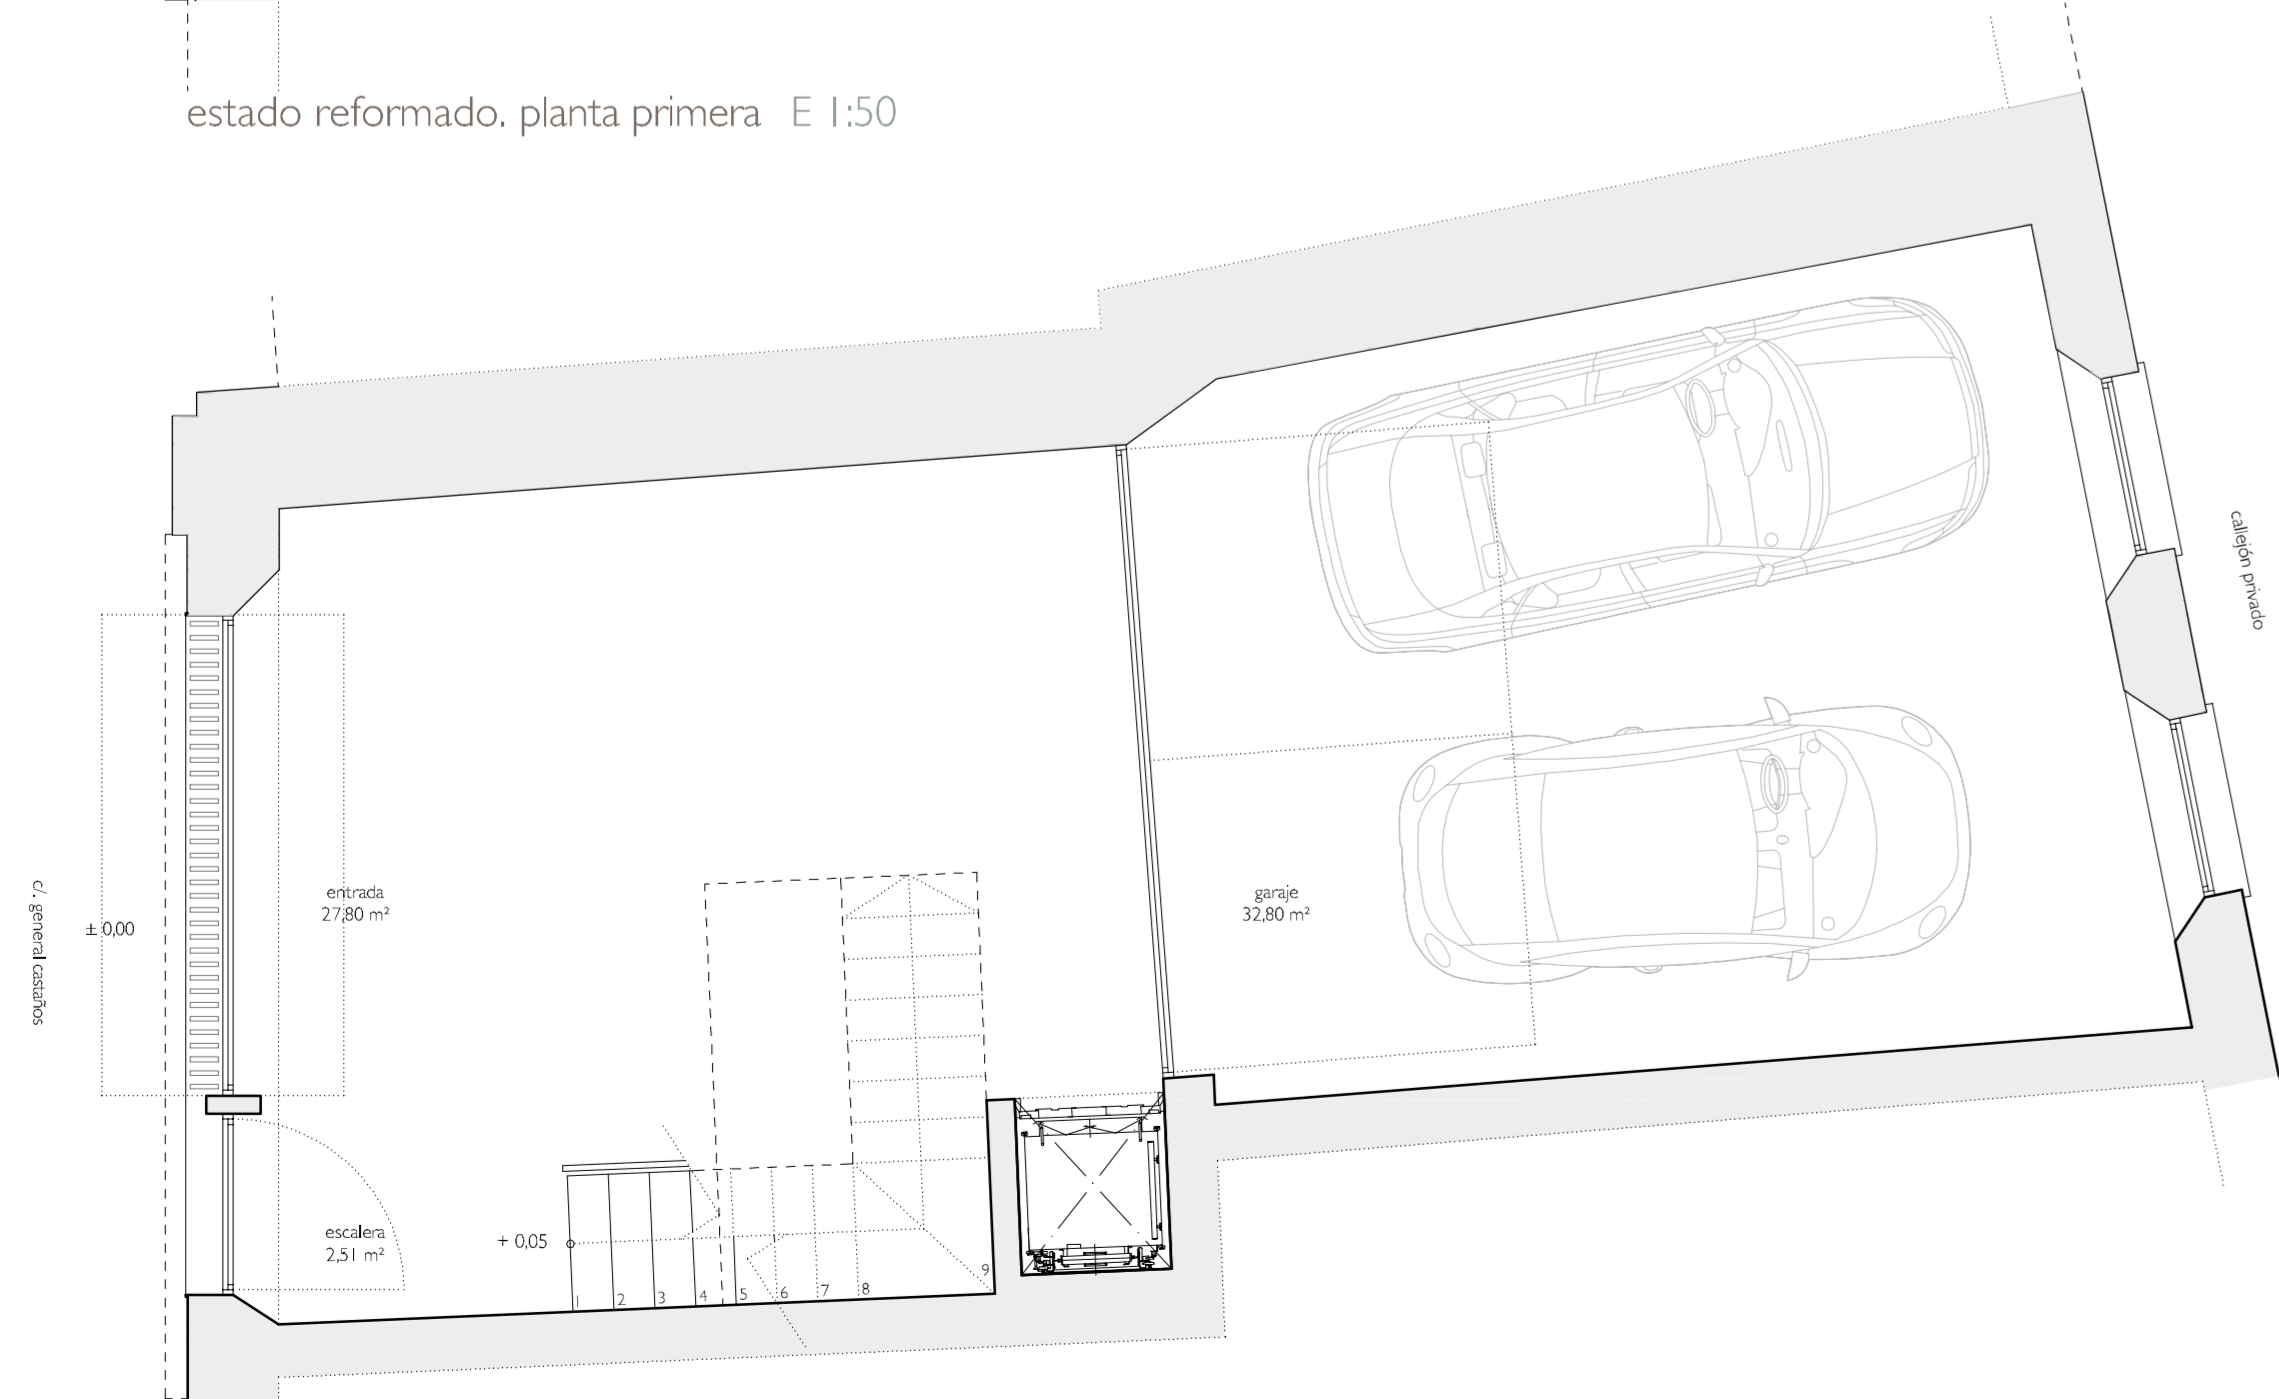 estado reformado. planta primera E 1:50
callejón privado
entrada
27,80 m²
garaje
32,80 m²
± 0,00
c/. general castaños
escalera
2,51 m²
+ 0,05
1 2 3 4 5 6 7 8 9